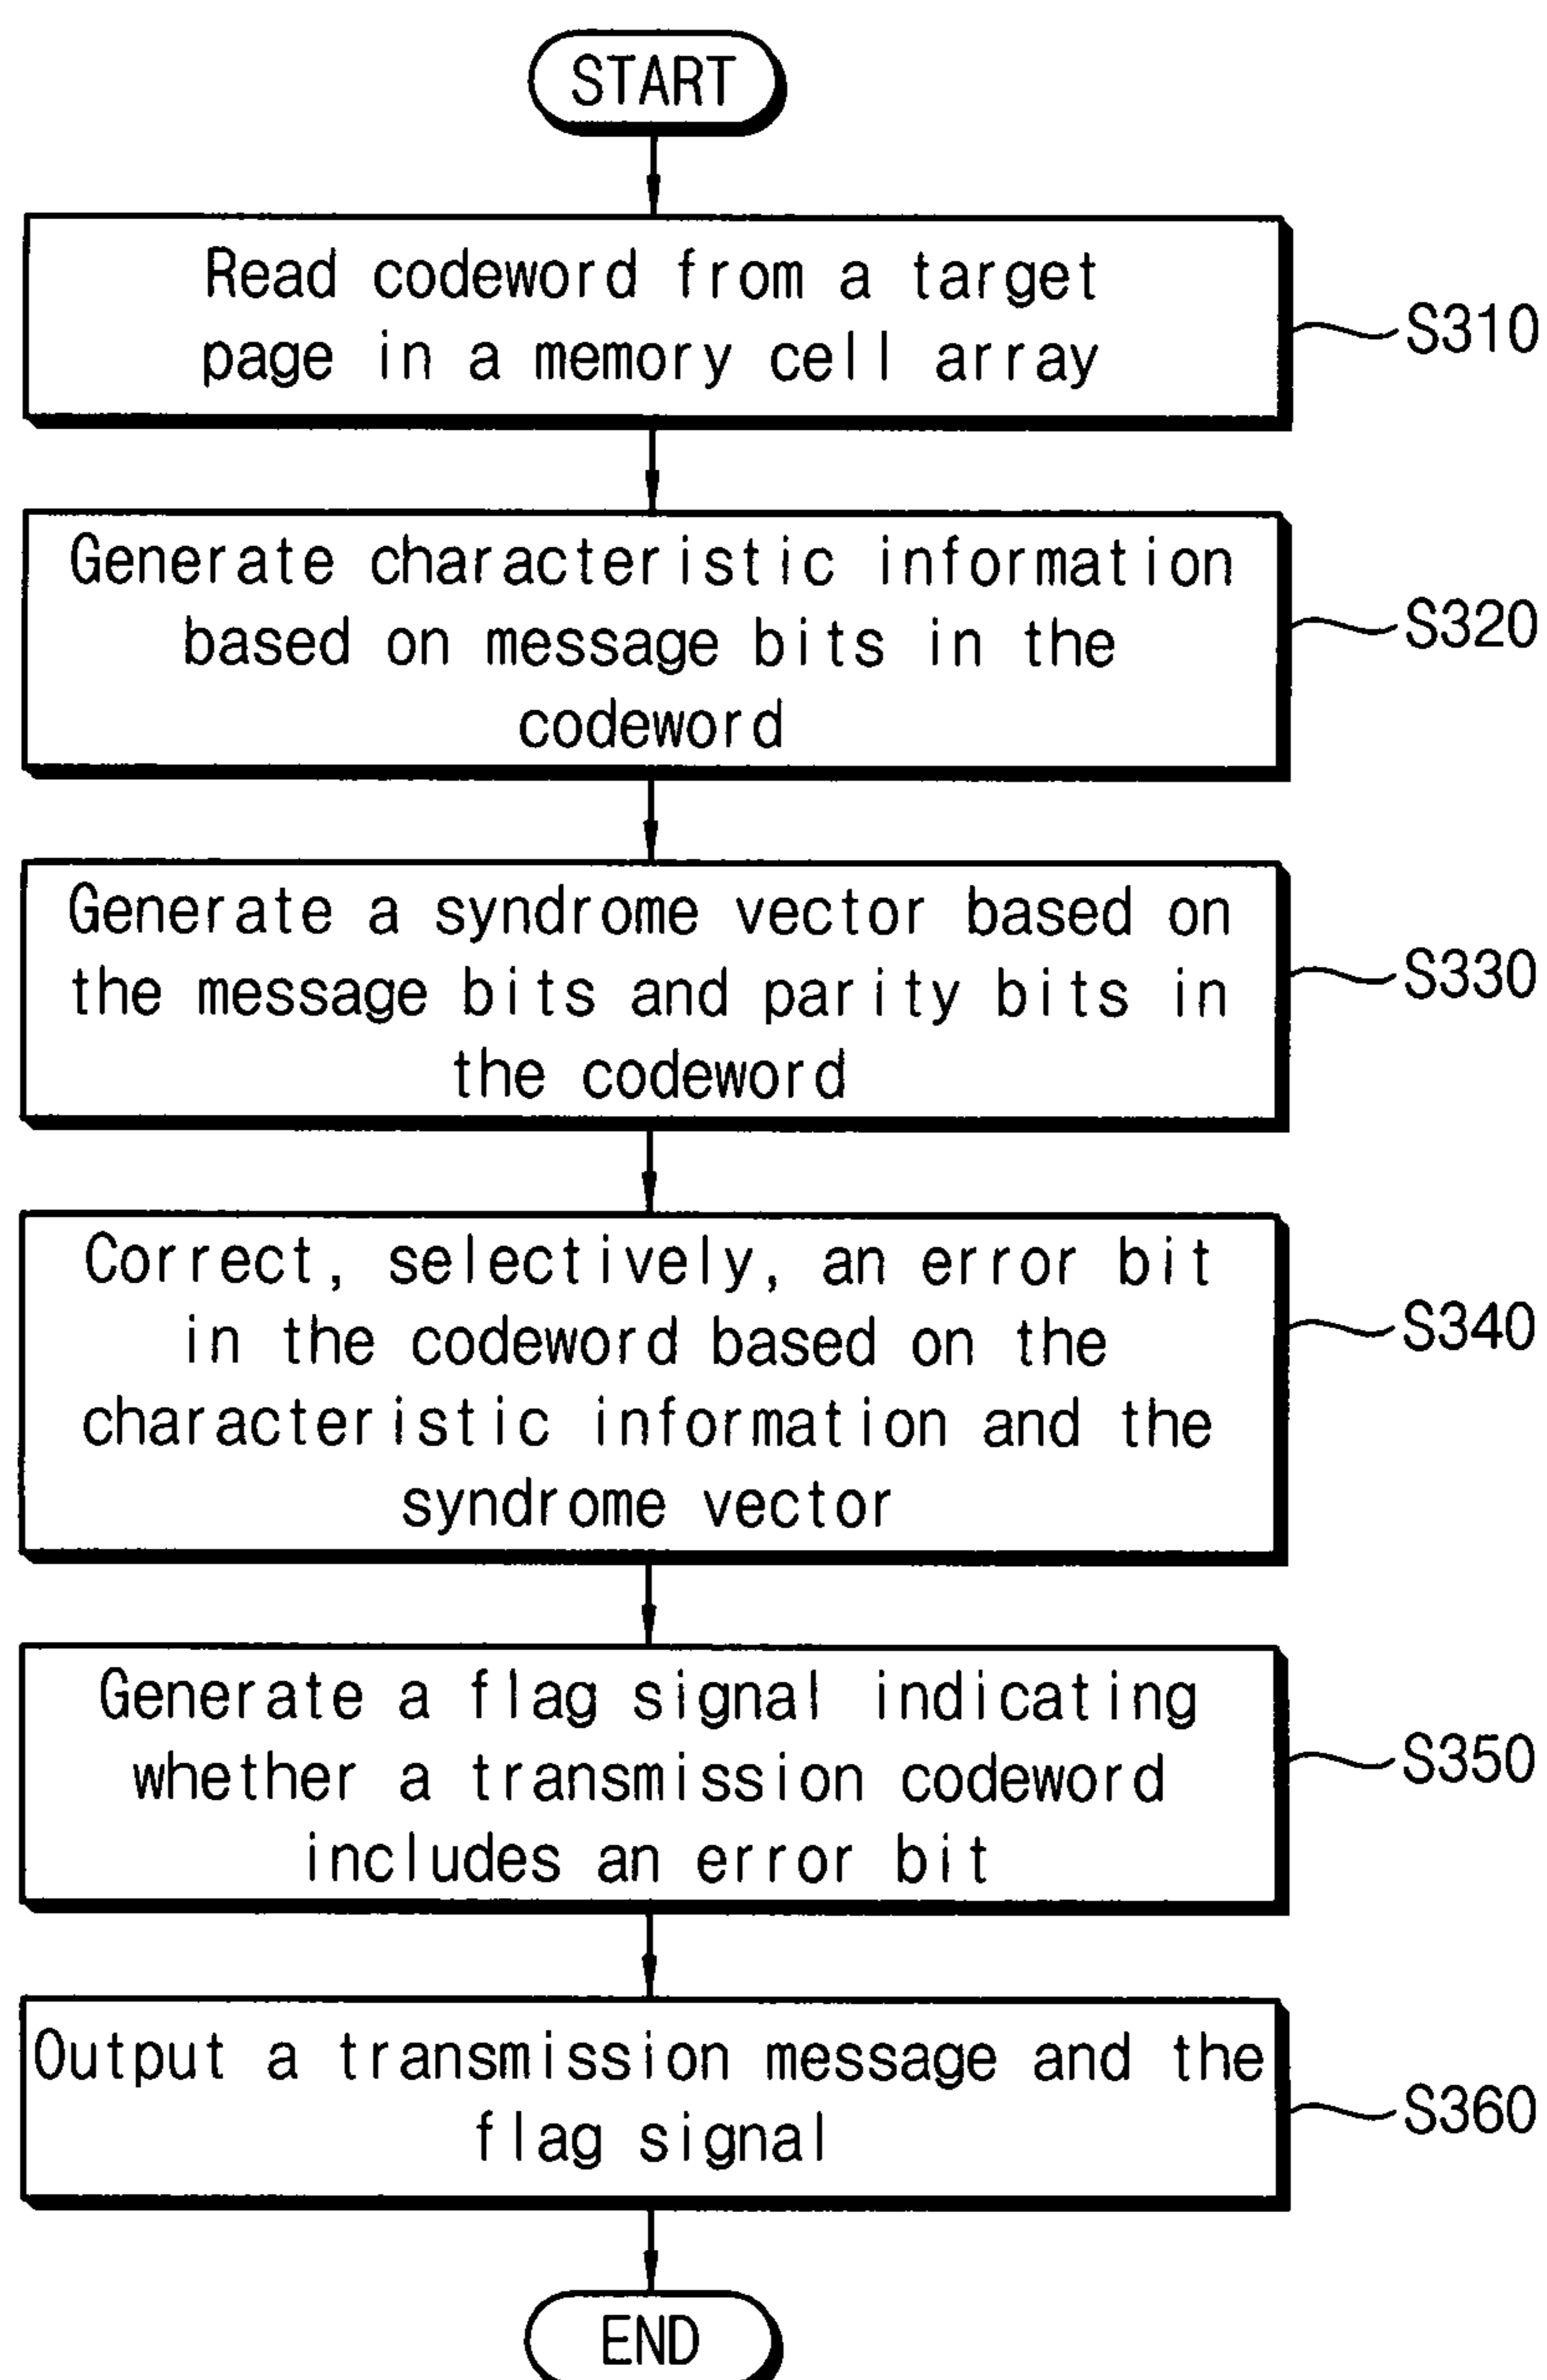 START
Read codeword from a target
page in a memory cell array
S310
Generate characteristic information
based on message bits in the
codeword
S320
Generate a syndrome vector based on
the message bits and parity bits in
the codeword
S330
Correct, selectively, an error bit
in the codeword based on the
characteristic information and the
syndrome vector
S340
Generate a flag signal indicating
whether a transmission codeword
includes an error bit
S350
Output a transmission message and the
flag signal
S360
END